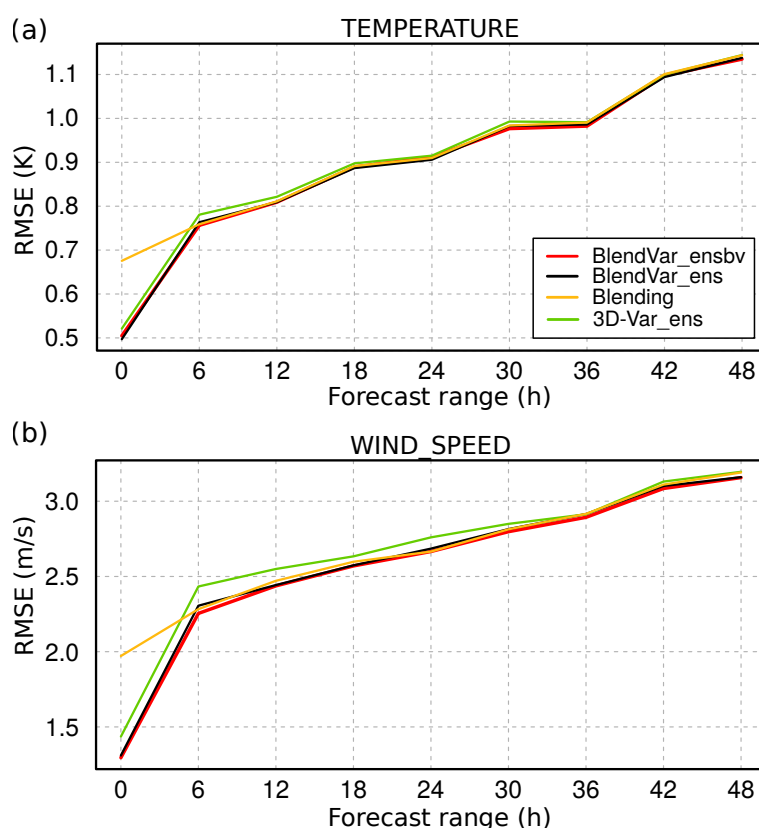 (a)
TEMPERATURE
RMSE (K)
1.1
1.0
0.9
0.8
0.7
0.6
0.5
BlendVar_ensbv
BlendVar_ens
Blending
3D-Var_ens
0 6 12 18 24 30 36 42 48
Forecast range (h)
(b)
WIND_SPEED
RMSE (m/s)
3.0
2.5
2.0
1.5
0 6 12 18 24 30 36 42 48
Forecast range (h)